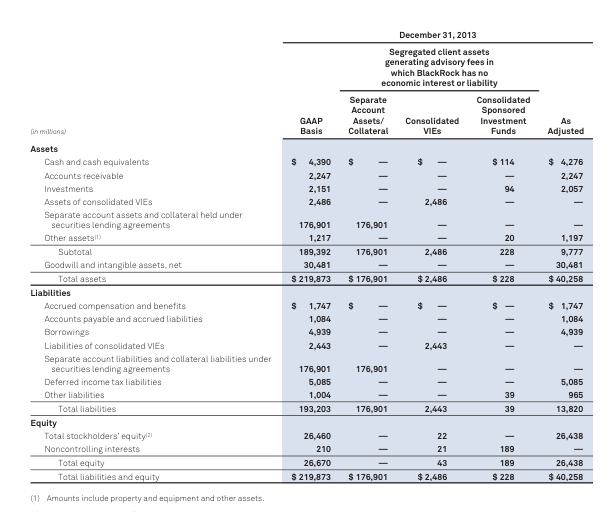 December 31, 2013
Segregated client assets
generating advisory fees in
which BlackRock has no
economic interest or liability
(in millions) GAAP Basis Separate Account Assets/ Collateral Consolidated VIEs Consolidated Sponsored Investment Funds As Adjusted
Assets
Cash and cash equivalents $ 4,390 $ — $ — $ 114 $ 4,276
Accounts receivable 2,247 — — — 2,247
Investments 2,151 — — 94 2,057
Assets of consolidated VIEs 2,486 — 2,486 — —
Separate account assets and collateral held under
securities lending agreements 176,901 176,901 — — —
Other assets(1) 1,217 — — 20 1,197
Subtotal 189,392 176,901 2,486 228 9,777
Goodwill and intangible assets, net 30,481 — — — 30,481
Total assets $ 219,873 $ 176,901 $ 2,486 $ 228 $ 40,258
Liabilities
Accrued compensation and benefits $ 1,747 $ — $ — $ — $ 1,747
Accounts payable and accrued liabilities 1,084 — — — 1,084
Borrowings 4,939 — — — 4,939
Liabilities of consolidated VIEs 2,443 — 2,443 — —
Separate account liabilities and collateral liabilities under
securities lending agreements 176,901 176,901 — — —
Deferred income tax liabilities 5,085 — — — 5,085
Other liabilities 1,004 — — 39 965
Total liabilities 193,203 176,901 2,443 39 13,820
Equity
Total stockholders' equity(2) 26,460 — 22 — 26,438
Noncontrolling interests 210 — 21 189 —
Total equity 26,670 — 43 189 26,438
Total liabilities and equity $ 219,873 $ 176,901 $ 2,486 $ 228 $ 40,258
(1) Amounts include property and equipment and other assets.